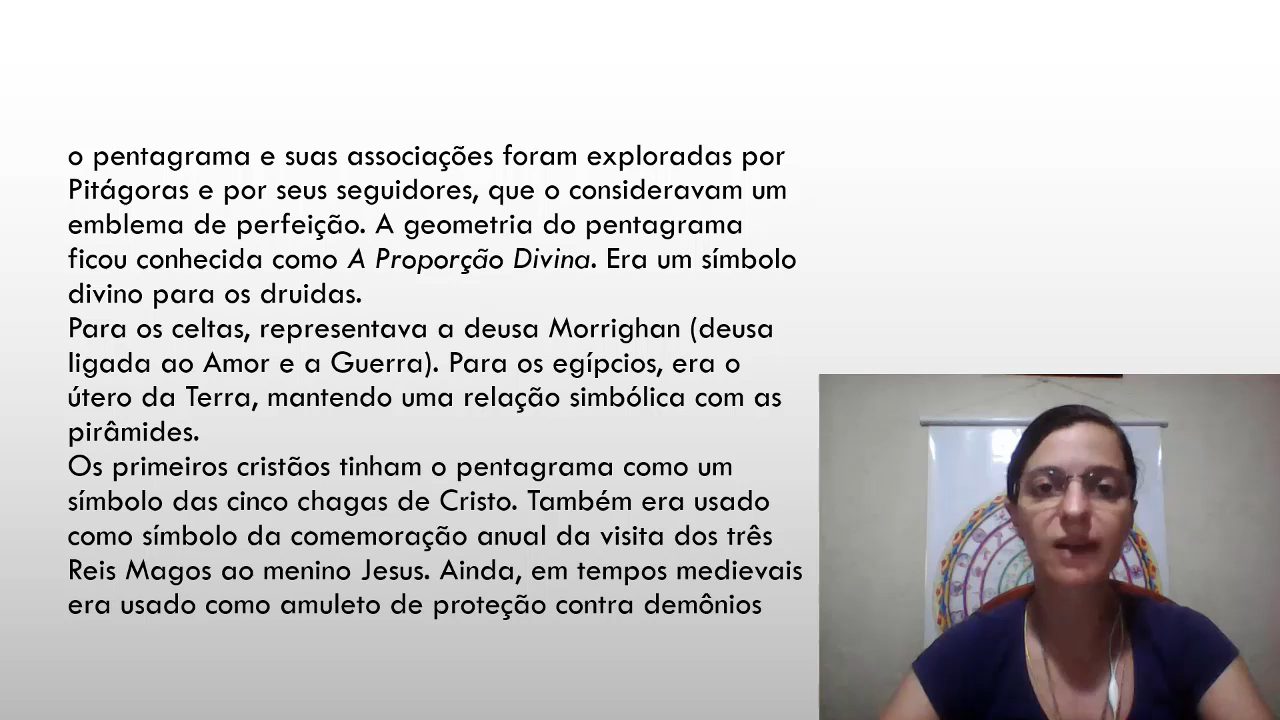 o pentagrama e suas associações foram exploradas por
Pitágoras e por seus seguidores, que o consideravam um
emblema de perfeição. A geometria do pentagrama
ficou conhecida como A Proporção Divina. Era um símbolo
divino para os druidas.
Para os celtas, representava a deusa Morrighan (deusa
ligada ao Amor e a Guerra). Para os egípcios, era o
útero da Terra, mantendo uma relação simbólica com as
pirâmides.
Os primeiros cristãos tinham o pentagrama como um
símbolo das cinco chagas de Cristo. Também era usado
como símbolo da comemoração anual da visita dos três
Reis Magos ao menino Jesus. Ainda, em tempos medievais
era usado como amuleto de proteção contra demônios